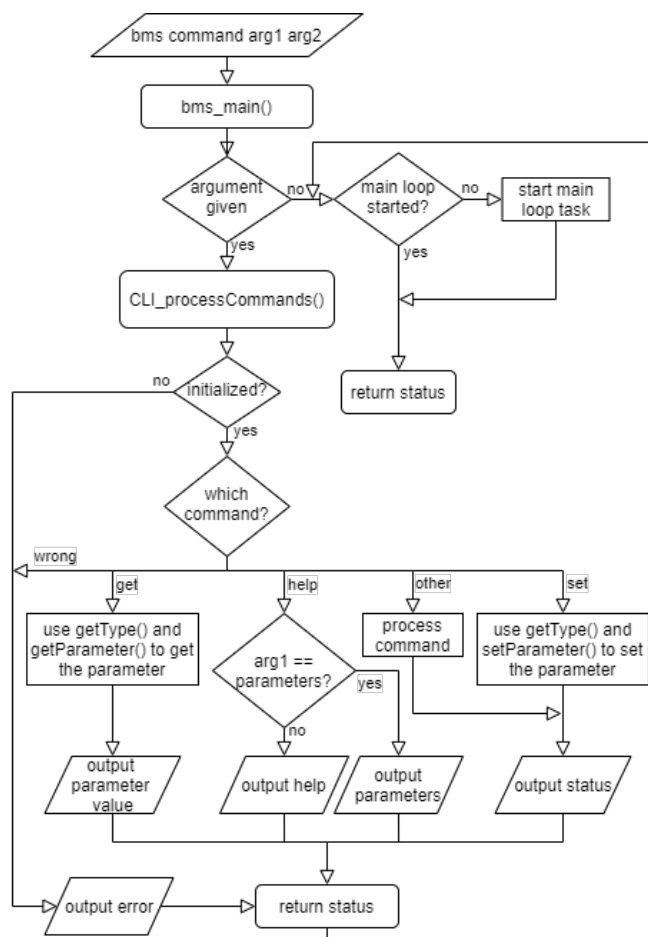 bms command arg1 arg2
bms_main()
argument
given
no
main loop
started?
no
start main
loop task
yes
yes
CLI_processCommands()
no
initialized?
return status
yes
which
command?
wrong
get
help
other
set
use getType() and
getParameter() to get
the parameter
arg1 ==
parameters?
process
command
use getType() and
setParameter() to set
the parameter
yes
no
output
parameter
value
output help
output
parameters
output status
output error
return status